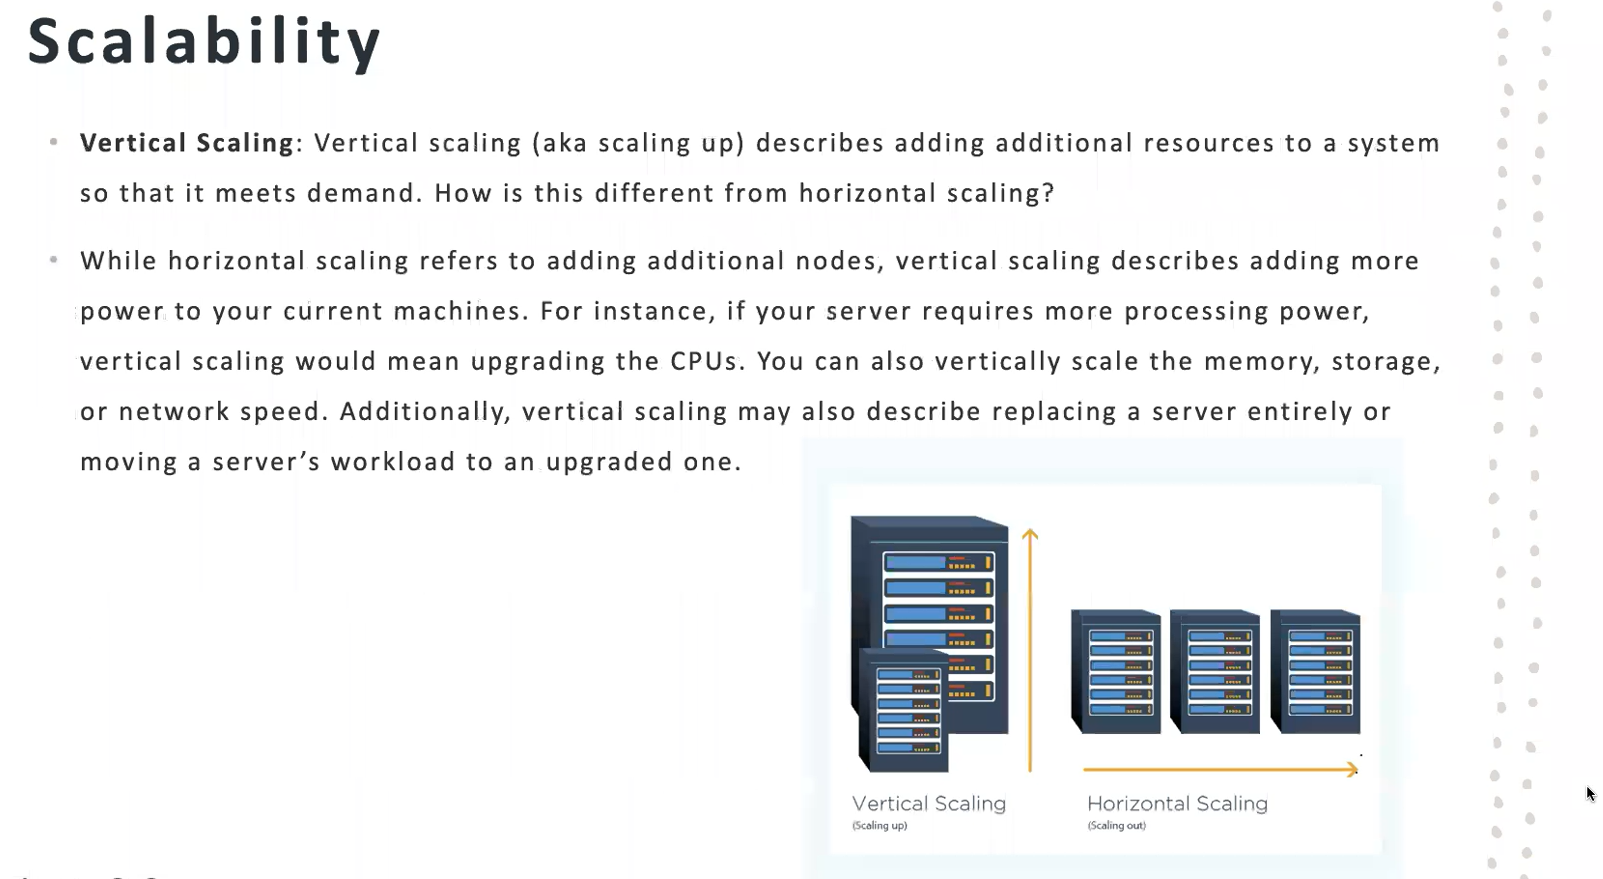 Scalability
• Vertical Scaling: Vertical scaling (aka scaling up) describes adding additional resources to a system
so that it meets demand. How is this different from horizontal scaling?
• While horizontal scaling refers to adding additional nodes, vertical scaling describes adding more
power to your current machines. For instance, if your server requires more processing power,
vertical scaling would mean upgrading the CPUs. You can also vertically scale the memory, storage,
or network speed. Additionally, vertical scaling may also describe replacing a server entirely or
moving a server’s workload to an upgraded one.
Vertical Scaling
(Scaling up)
Horizontal Scaling
(Scaling out)